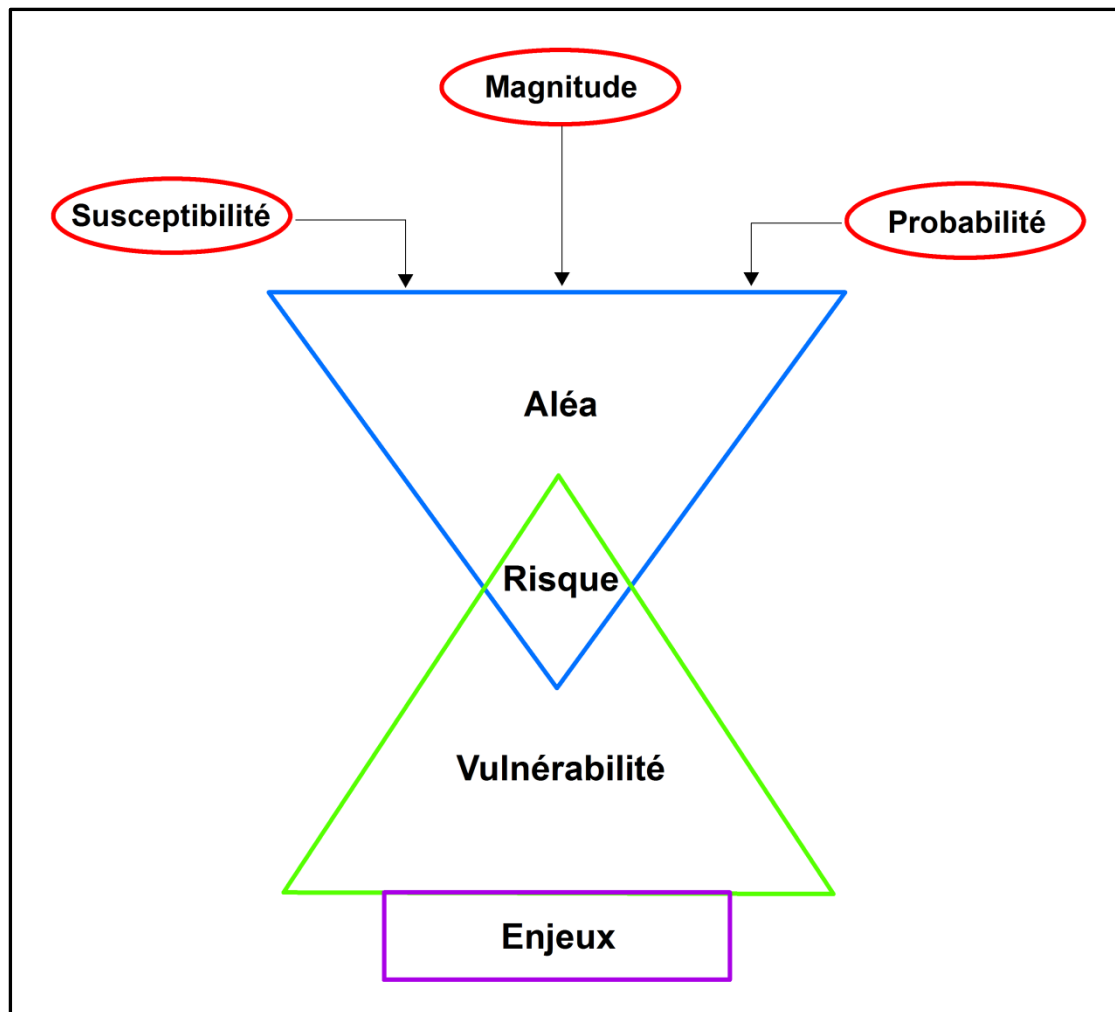 Magnitude
Susceptibilité
Probabilité
Aléa
Risque
Vulnérabilité
Enjeux